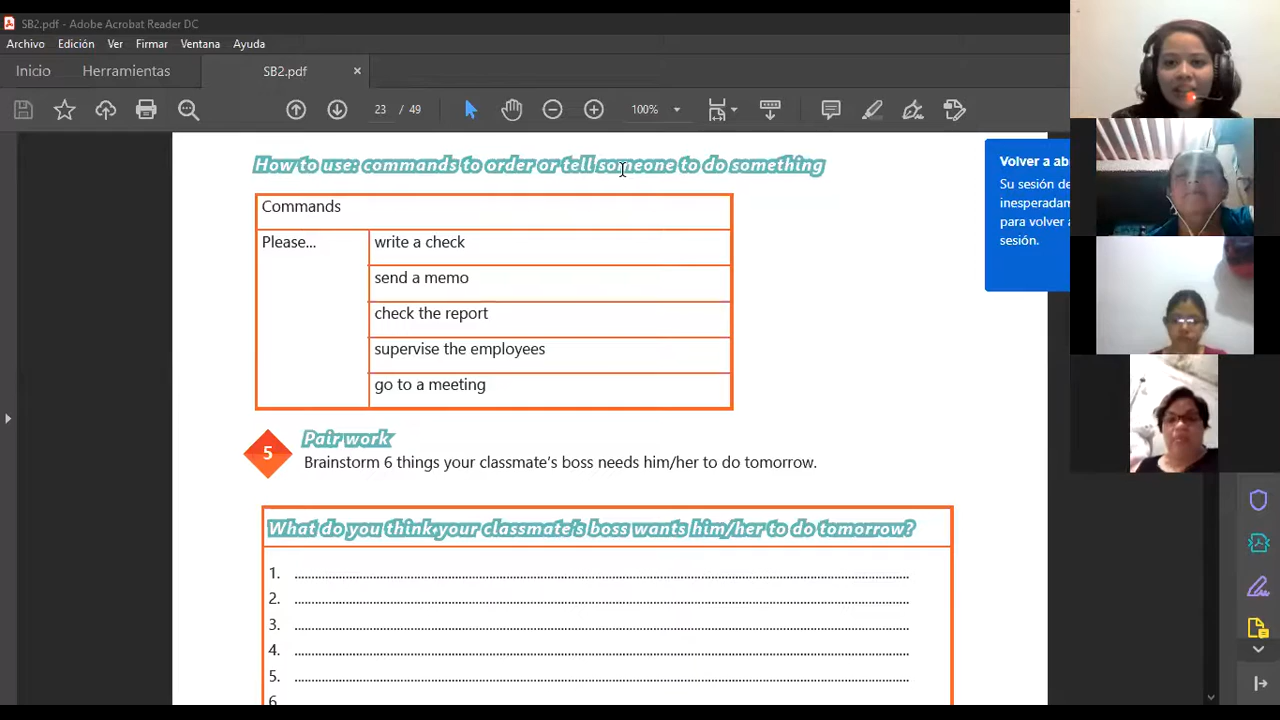 SB2.pdf - Adobe Acrobat Reader DC
Archivo Edición Ver Firmar Ventana Ayuda
Inicio Herramientas SB2.pdf ×
23 / 49 100%
How to use: commands to order or tell someone to do something
Commands
Please... write a check
send a memo
check the report
supervise the employees
go to a meeting
5 Pair work
Brainstorm 6 things your classmate's boss needs him/her to do tomorrow.
What do you think your classmate's boss wants him/her to do tomorrow?
1. ............................................................
2. ............................................................
3. ............................................................
4. ............................................................
5. ............................................................
6.
Volver a ab
Su sesión de
inesperadam
para volver a
sesión.